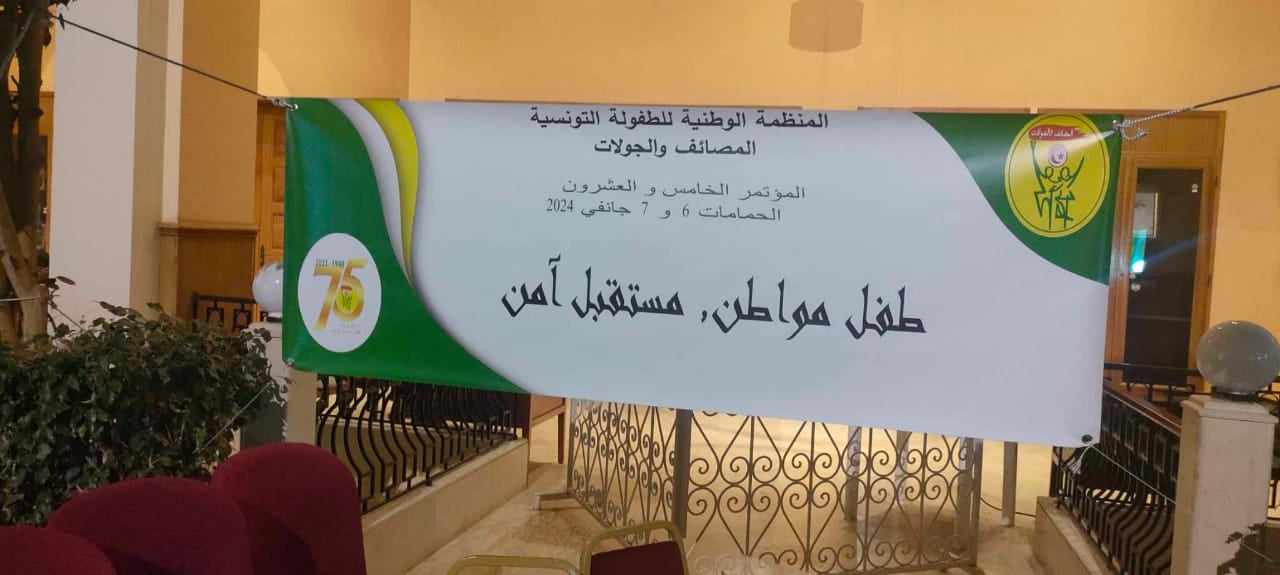 المنظمة الوطنية للطفولة التونسية
المصائف والجولات
المؤتمر الخامس و العشرون
الحمامات 6 و 7 جانفي 2024
طفل مواطن, مستقبل آمن
75